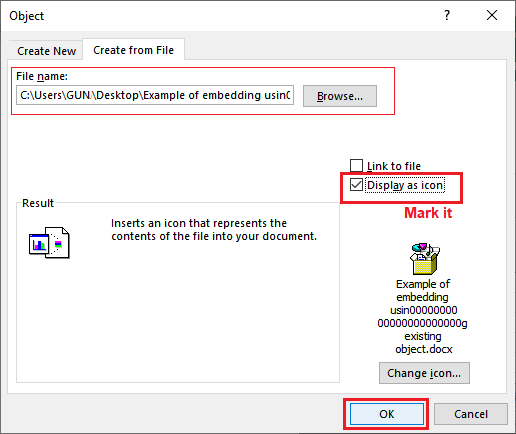 Object
Create New
Create from File
File name:
C:\Users\GUN.\Desktop\Example of embedding usin0
Browse...
Link to file
Display as icon
Mark it
Result
Inserts an icon that represents the
contents of the file into your document.
Example of
embedding
usin00000000
00000000000000g
existing
object.docx
Change icon...
OK
Cancel